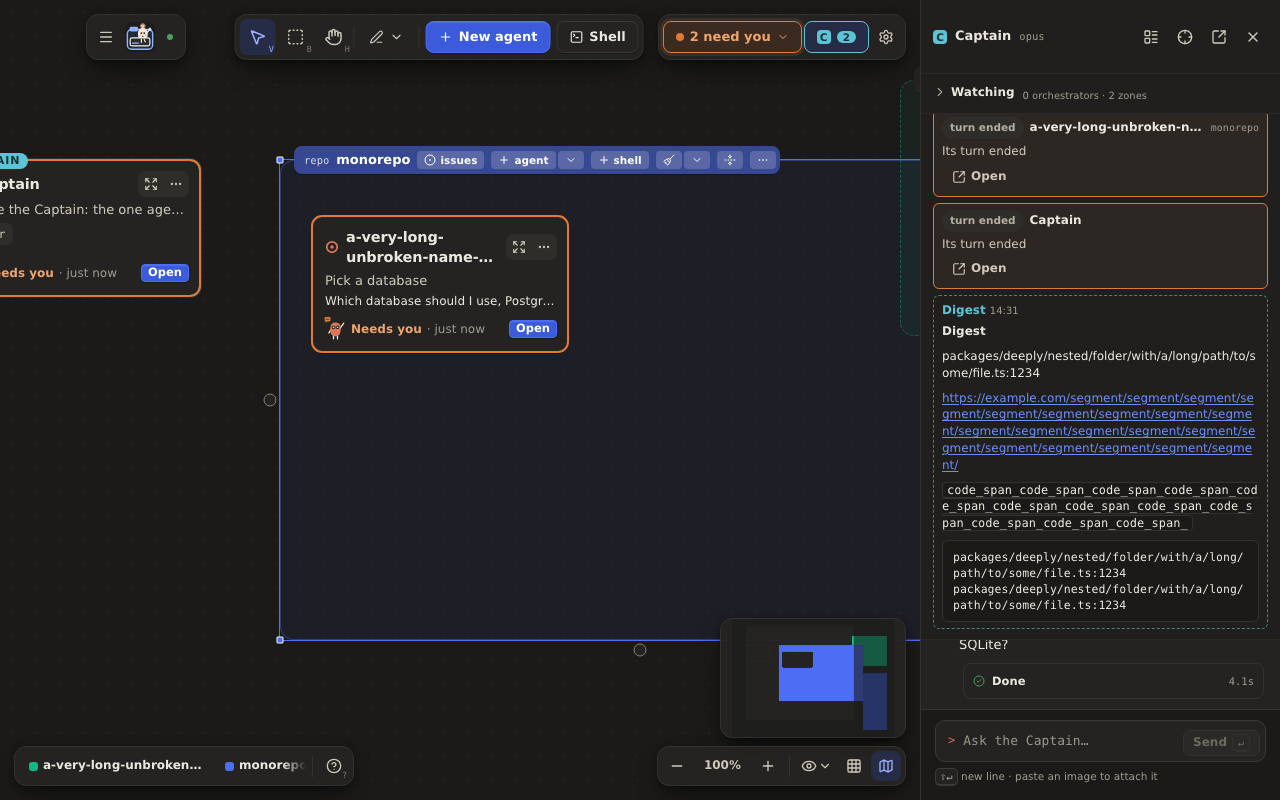 V
B
H
New agent
Shell
2 need you
C 2
C Captain opus
Watching 0 orchestrators · 2 zones
turn ended a-very-long-unbroken-n… monorepo
Its turn ended
Open
turn ended Captain
Its turn ended
Open
Digest 14:31
Digest
packages/deeply/nested/folder/with/a/long/path/to/s
ome/file.ts:1234
https://example.com/segment/segment/segment/se
gment/segment/segment/segment/segment/segme
nt/segment/segment/segment/segment/segment/se
gment/segment/segment/segment/segment/segme
nt/
code_span_code_span_code_span_code_span_cod
e_span_code_span_code_span_code_span_code_s
pan_code_span_code_span_code_span_
packages/deeply/nested/folder/with/a/long/
path/to/some/file.ts:1234
packages/deeply/nested/folder/with/a/long/
path/to/some/file.ts:1234
SQLite?
Done 4.1s
> Ask the Captain… Send ↵
⇧↵ new line · paste an image to attach it
AIN
ptain
e the Captain: the one age…
r
eeds you · just now Open
repo monorepo issues agent shell
a-very-long-
unbroken-name-…
Pick a database
Which database should I use, Postgr…
Needs you · just now Open
a-very-long-unbroken… monorepo ?
100%